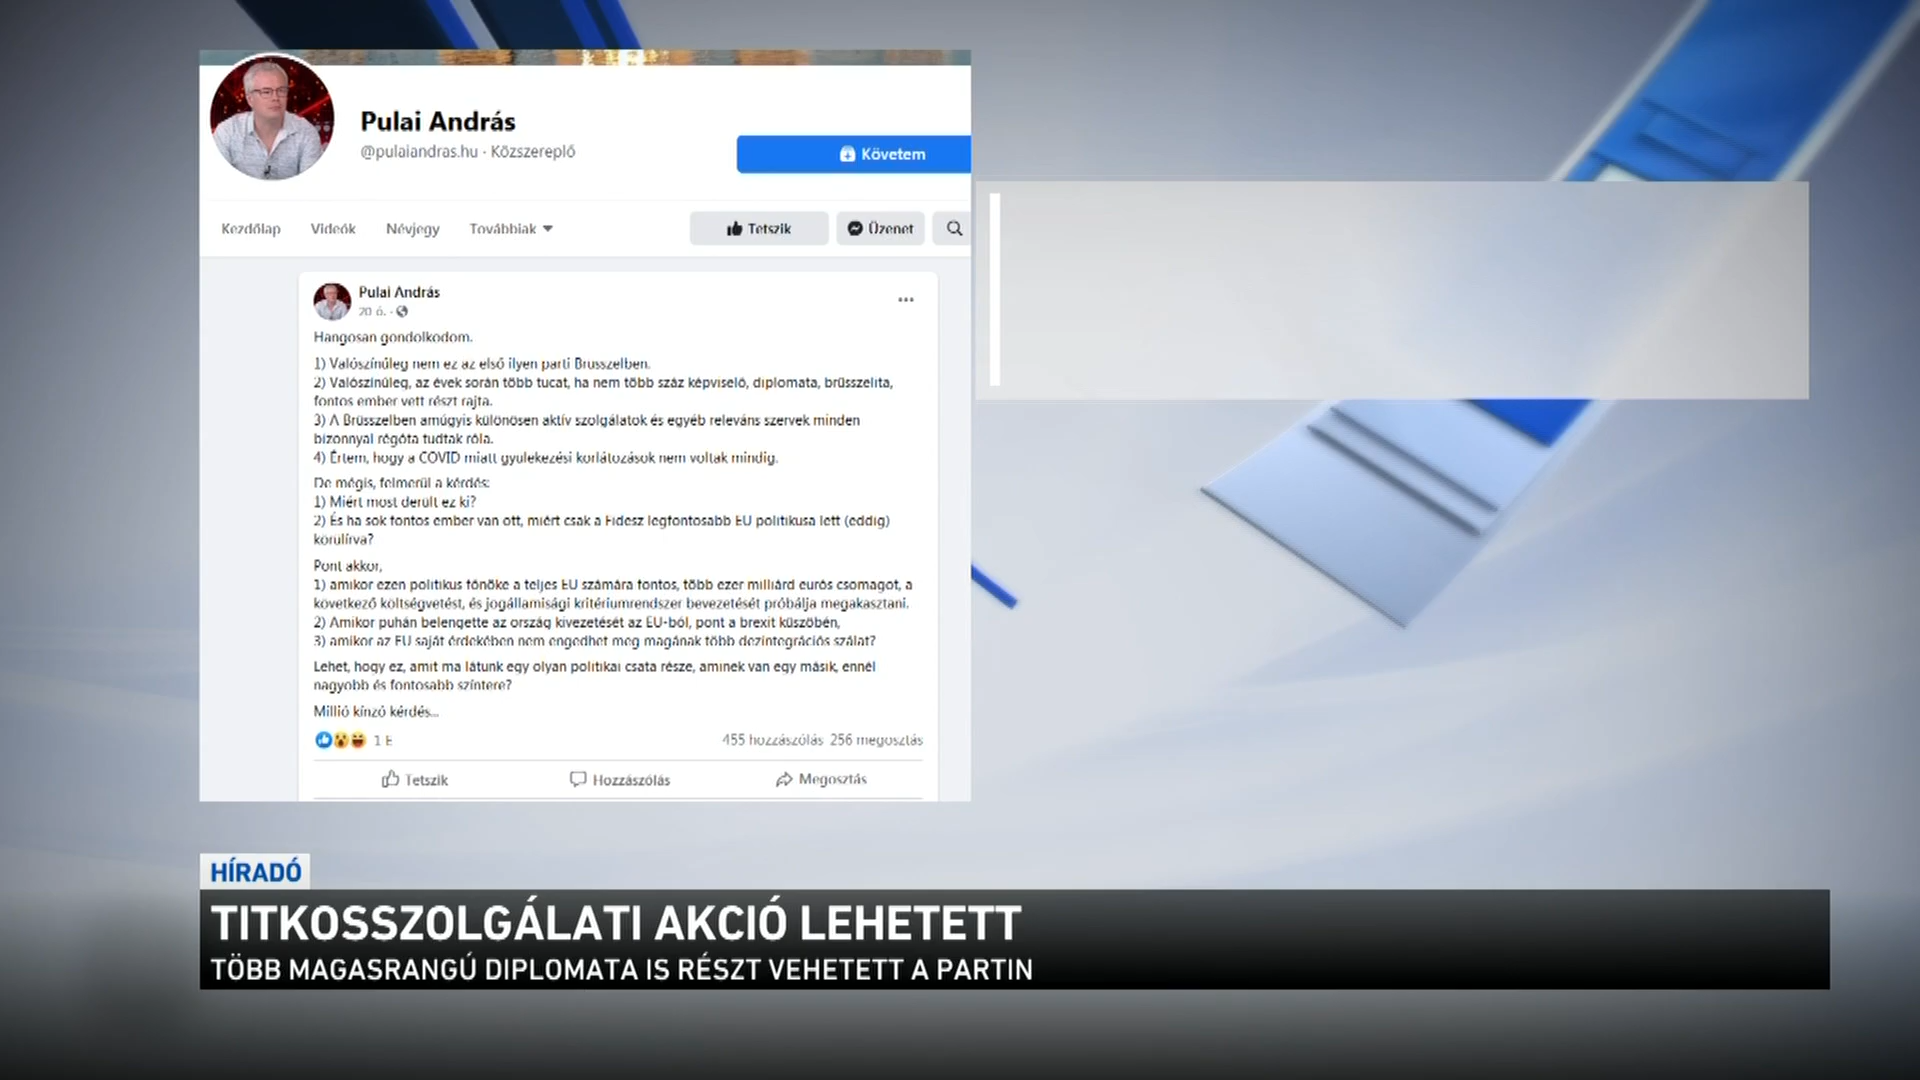 Pulai András
@pulaiandras.hu · Közszereplő
Követem
Kezdőlap Videók Névjegy Továbbiak
Tetszik Üzenet
Pulai András
20 ó. ·
Hangosan gondolkodom.
1) Valószínűleg nem ez az első ilyen parti Brüsszelben.
2) Valószínűleg, az évek során több tucat, ha nem több száz képviselő, diplomata, brüsszelita,
fontos ember vett részt rajta.
3) A Brüsszelben amúgyis különösen aktív szolgálatok és egyéb releváns szervek minden
bizonnyal régóta tudtak róla.
4) Értem, hogy a COVID miatt gyülekezési korlátozások nem voltak mindig.
De mégis, felmerül a kérdés:
1) Miért most derült ez ki?
2) És ha sok fontos ember van ott, miért csak a Fidesz legfontosabb EU politikusa lett (eddig)
körülírva?
Pont akkor,
1) amikor ezen politikus főnöke a teljes EU számára fontos, több ezer milliárd eurós csomagot, a
következő költségvetést, és jogállamisági kritériumrendszer bevezetését próbálja megakasztani.
2) Amikor puhán belengette az ország kivezetését az EU-ból, pont a brexit küszöbén,
3) amikor az EU saját érdekében nem engedhet meg magának több dezintegrációs szálat?
Lehet, hogy ez, amit ma látunk egy olyan politikai csata része, aminek van egy másik, ennél
nagyobb és fontosabb színtere?
Millió kínzó kérdés...
1 E
455 hozzászólás 256 megosztás
Tetszik Hozzászólás Megosztás
HÍRADÓ
TITKOSSZOLGÁLATI AKCIÓ LEHETETT
TÖBB MAGASRANGÚ DIPLOMATA IS RÉSZT VEHETETT A PARTIN